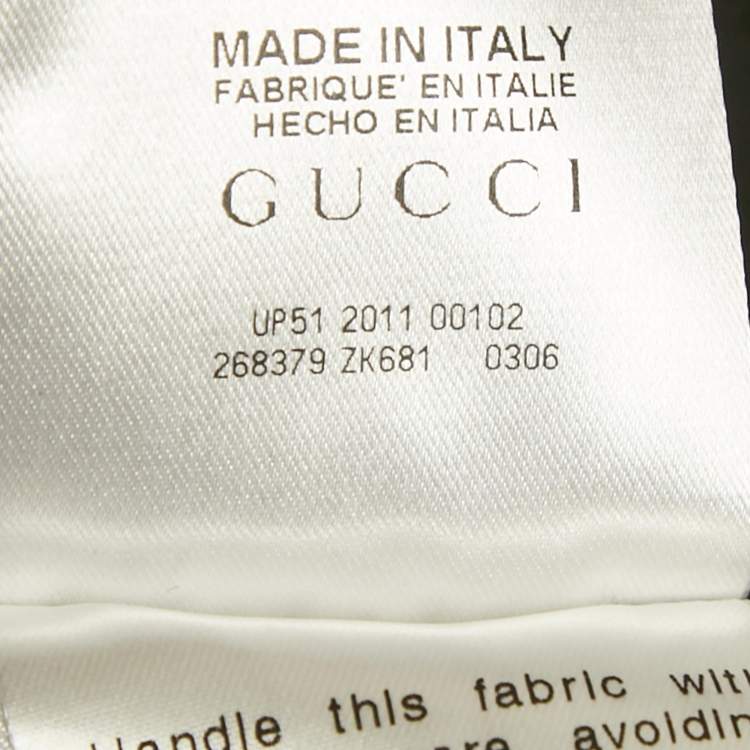 MADE IN ITALY
FABRIQUE' EN ITALIE
HECHO EN ITALIA
GUCCI
UP51 2011 00102
268379 ZK681 0306
Handle this fabric
avoidin